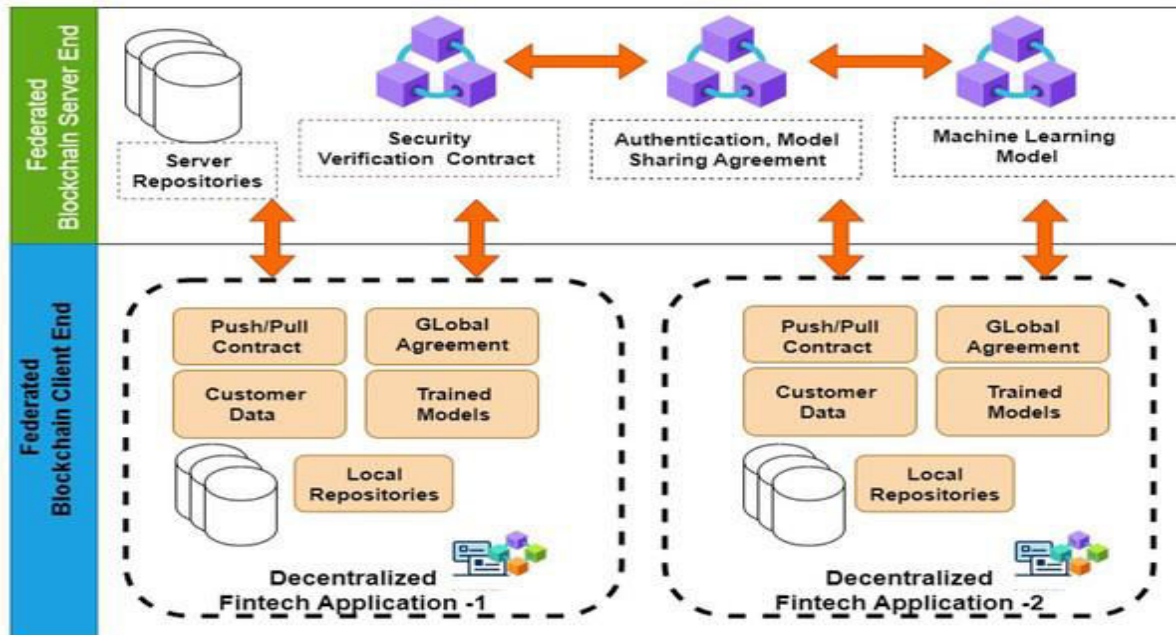 Federated
Blockchain Server End
Server
Repositories
Security
Verification Contract
Authentication, Model
Sharing Agreement
Machine Learning
Model
Federated
Blockchain Client End
Push/Pull
Contract
GLobal
Agreement
Customer
Data
Trained
Models
Local
Repositories
Decentralized
Fintech Application -1
Push/Pull
Contract
GLobal
Agreement
Customer
Data
Trained
Models
Local
Repositories
Decentralized
Fintech Application -2